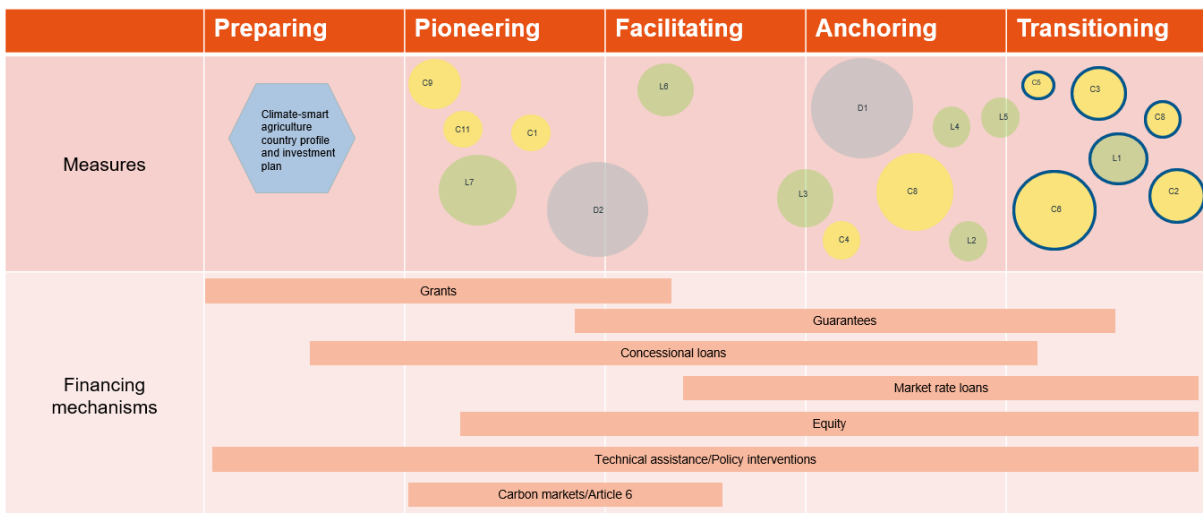 Preparing
Pioneering
Facilitating
Anchoring
Transitioning
Measures
Climate-smart
agriculture
country profile
and investment
plan
C9
C11
C1
L7
D2
L6
D1
L4
L5
L3
C8
C4
L2
C5
C3
C8
L1
C2
C6
Financing
mechanisms
Grants
Guarantees
Concessional loans
Market rate loans
Equity
Technical assistance/Policy interventions
Carbon markets/Article 6